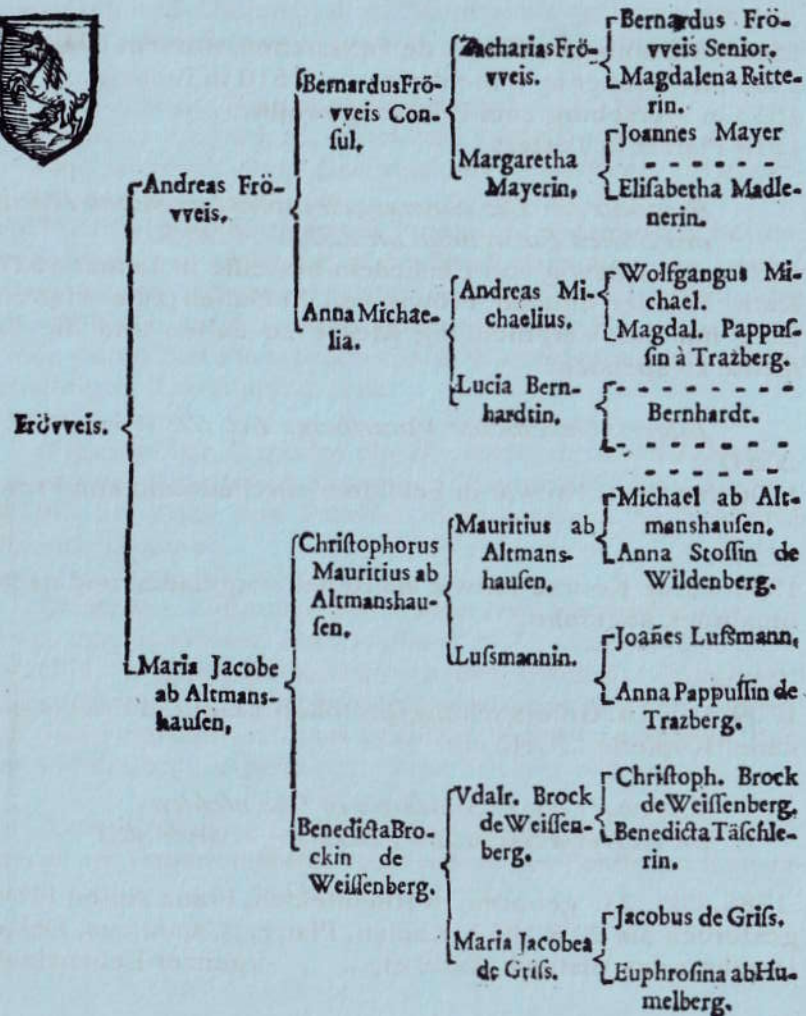 Frövveis.
Andreas Frö-
vveis.
Maria Jacobe
ab Altmans-
hauſen,
Bernardus Frö-
vveis Con-
ſul,
Anna Michae-
lia.
Chriſtophorus
Mauritius ab
Altmanshau-
ſen,
Benedicta Bro-
ckin de
Weiſſenberg.
Zacharias Frö-
vveis.
Margaretha
Mayerin,
Andreas Mi-
chaelius,
Lucia Bern-
hardtin,
Mauritius ab
Altmans-
hauſen,
Luſsmannin.
Vdalr. Brock
de Weiſſen-
berg.
Maria Jacobea
de Griſs.
Bernardus Frö-
vveis Senior.
Magdalena Ritte-
rin.
Joannes Mayer
- - - - - - -
Eliſabetha Madle-
nerin.
Wolfgangus Mi-
chael.
Magdal. Pappuſ-
ſin à Trazberg.
- - - - - - -
Bernhardt.
- - - - - - -
- - - - - - -
Michael ab Alt-
manshauſen,
Anna Stoſſin de
Wildenberg.
Joañes Luſsmann,
Anna Pappuſſin de
Trazberg.
Chriſtoph. Brock
de Weiſſenberg,
Benedicta Täſchle-
rin.
Jacobus de Griſs.
Euphroſina ab Hu-
melberg.